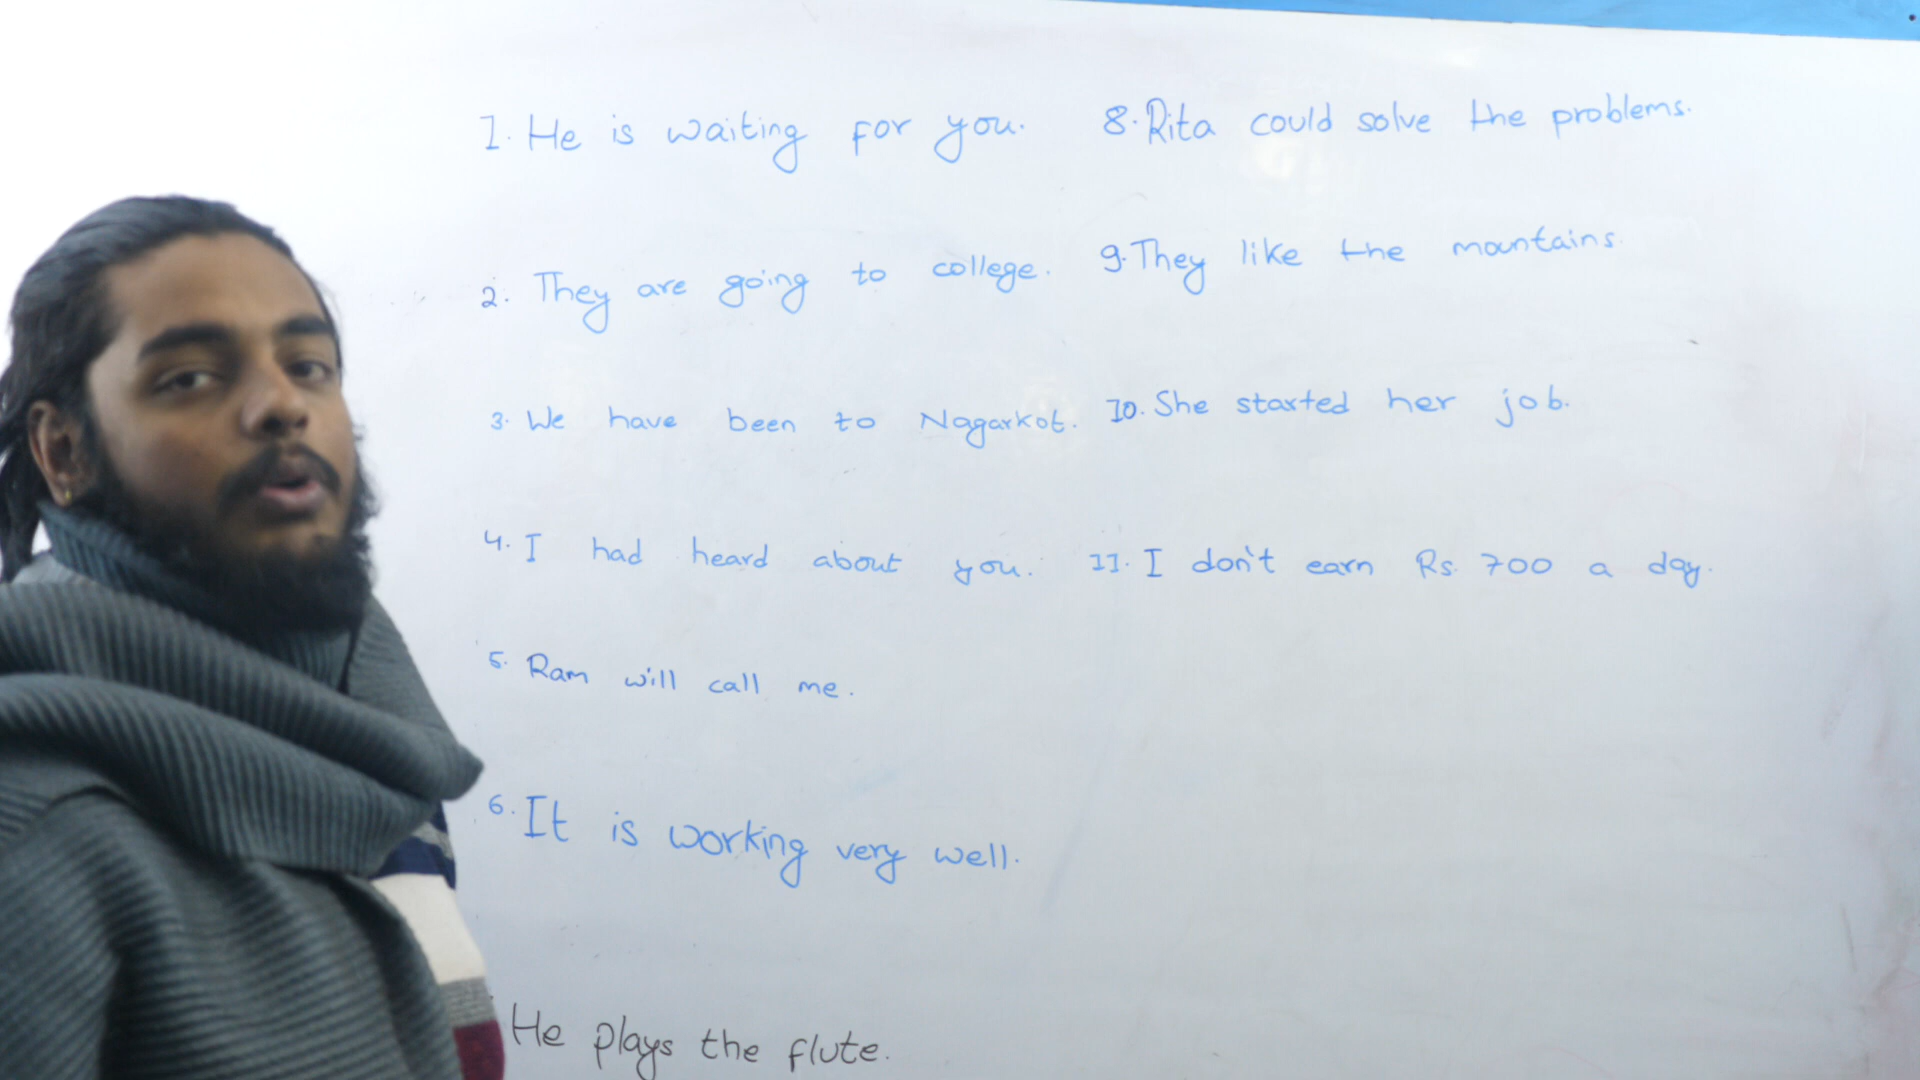 1. He is waiting for you.
2. They are going to college.
3. We have been to Nagarkot.
4. I had heard about you.
5. Ram will call me.
6. It is working very well.
He plays the flute.
8. Rita could solve the problems.
9. They like the mountains.
10. She started her job.
11. I don't earn Rs. 700 a day.